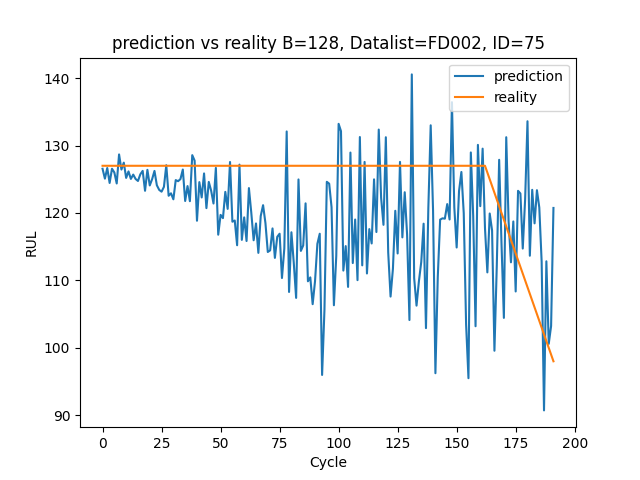 prediction vs reality B=128, Datalist=FD002, ID=75
prediction
reality
140
130
120
110
100
90
RUL
0 25 50 75 100 125 150 175 200
Cycle